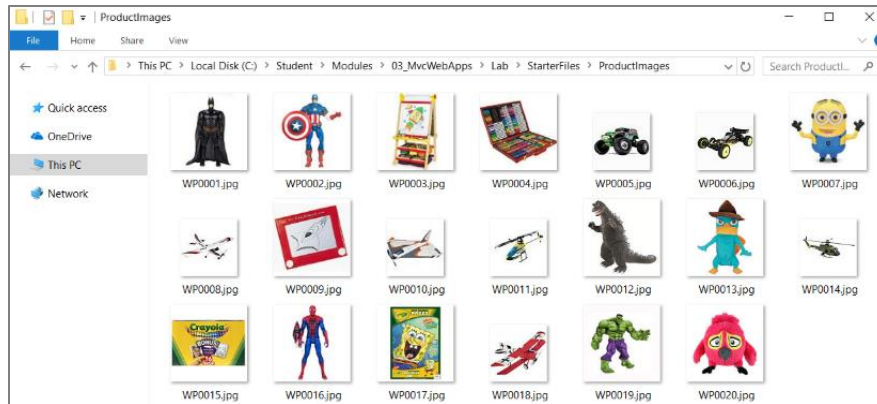 ProductImages
File Home Share View
This PC > Local Disk (C:) > Student > Modules > 03_MvcWebApps > Lab > StarterFiles > ProductImages
Search ProductI...
Quick access
OneDrive
This PC
Network
WP0001.jpg WP0002.jpg WP0003.jpg WP0004.jpg WP0005.jpg WP0006.jpg WP0007.jpg
WP0008.jpg WP0009.jpg WP0010.jpg WP0011.jpg WP0012.jpg WP0013.jpg WP0014.jpg
Crayola
BONUS
WP0015.jpg WP0016.jpg WP0017.jpg WP0018.jpg WP0019.jpg WP0020.jpg